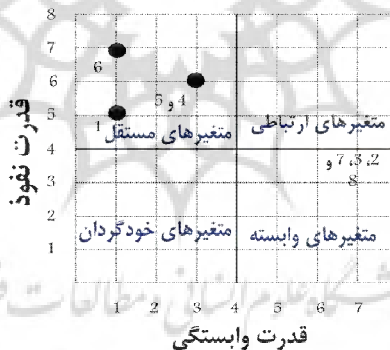 8
7
6
5
4
3
2
1
قدرت نفوذ
6
4 و 5
1
متغیرهای مستقل
متغیرهای ارتباطی
2، 3، 7 و
8
متغیرهای خودگردان
متغیرهای وابسته
1 2 3 4 5 6 7
قدرت وابستگی